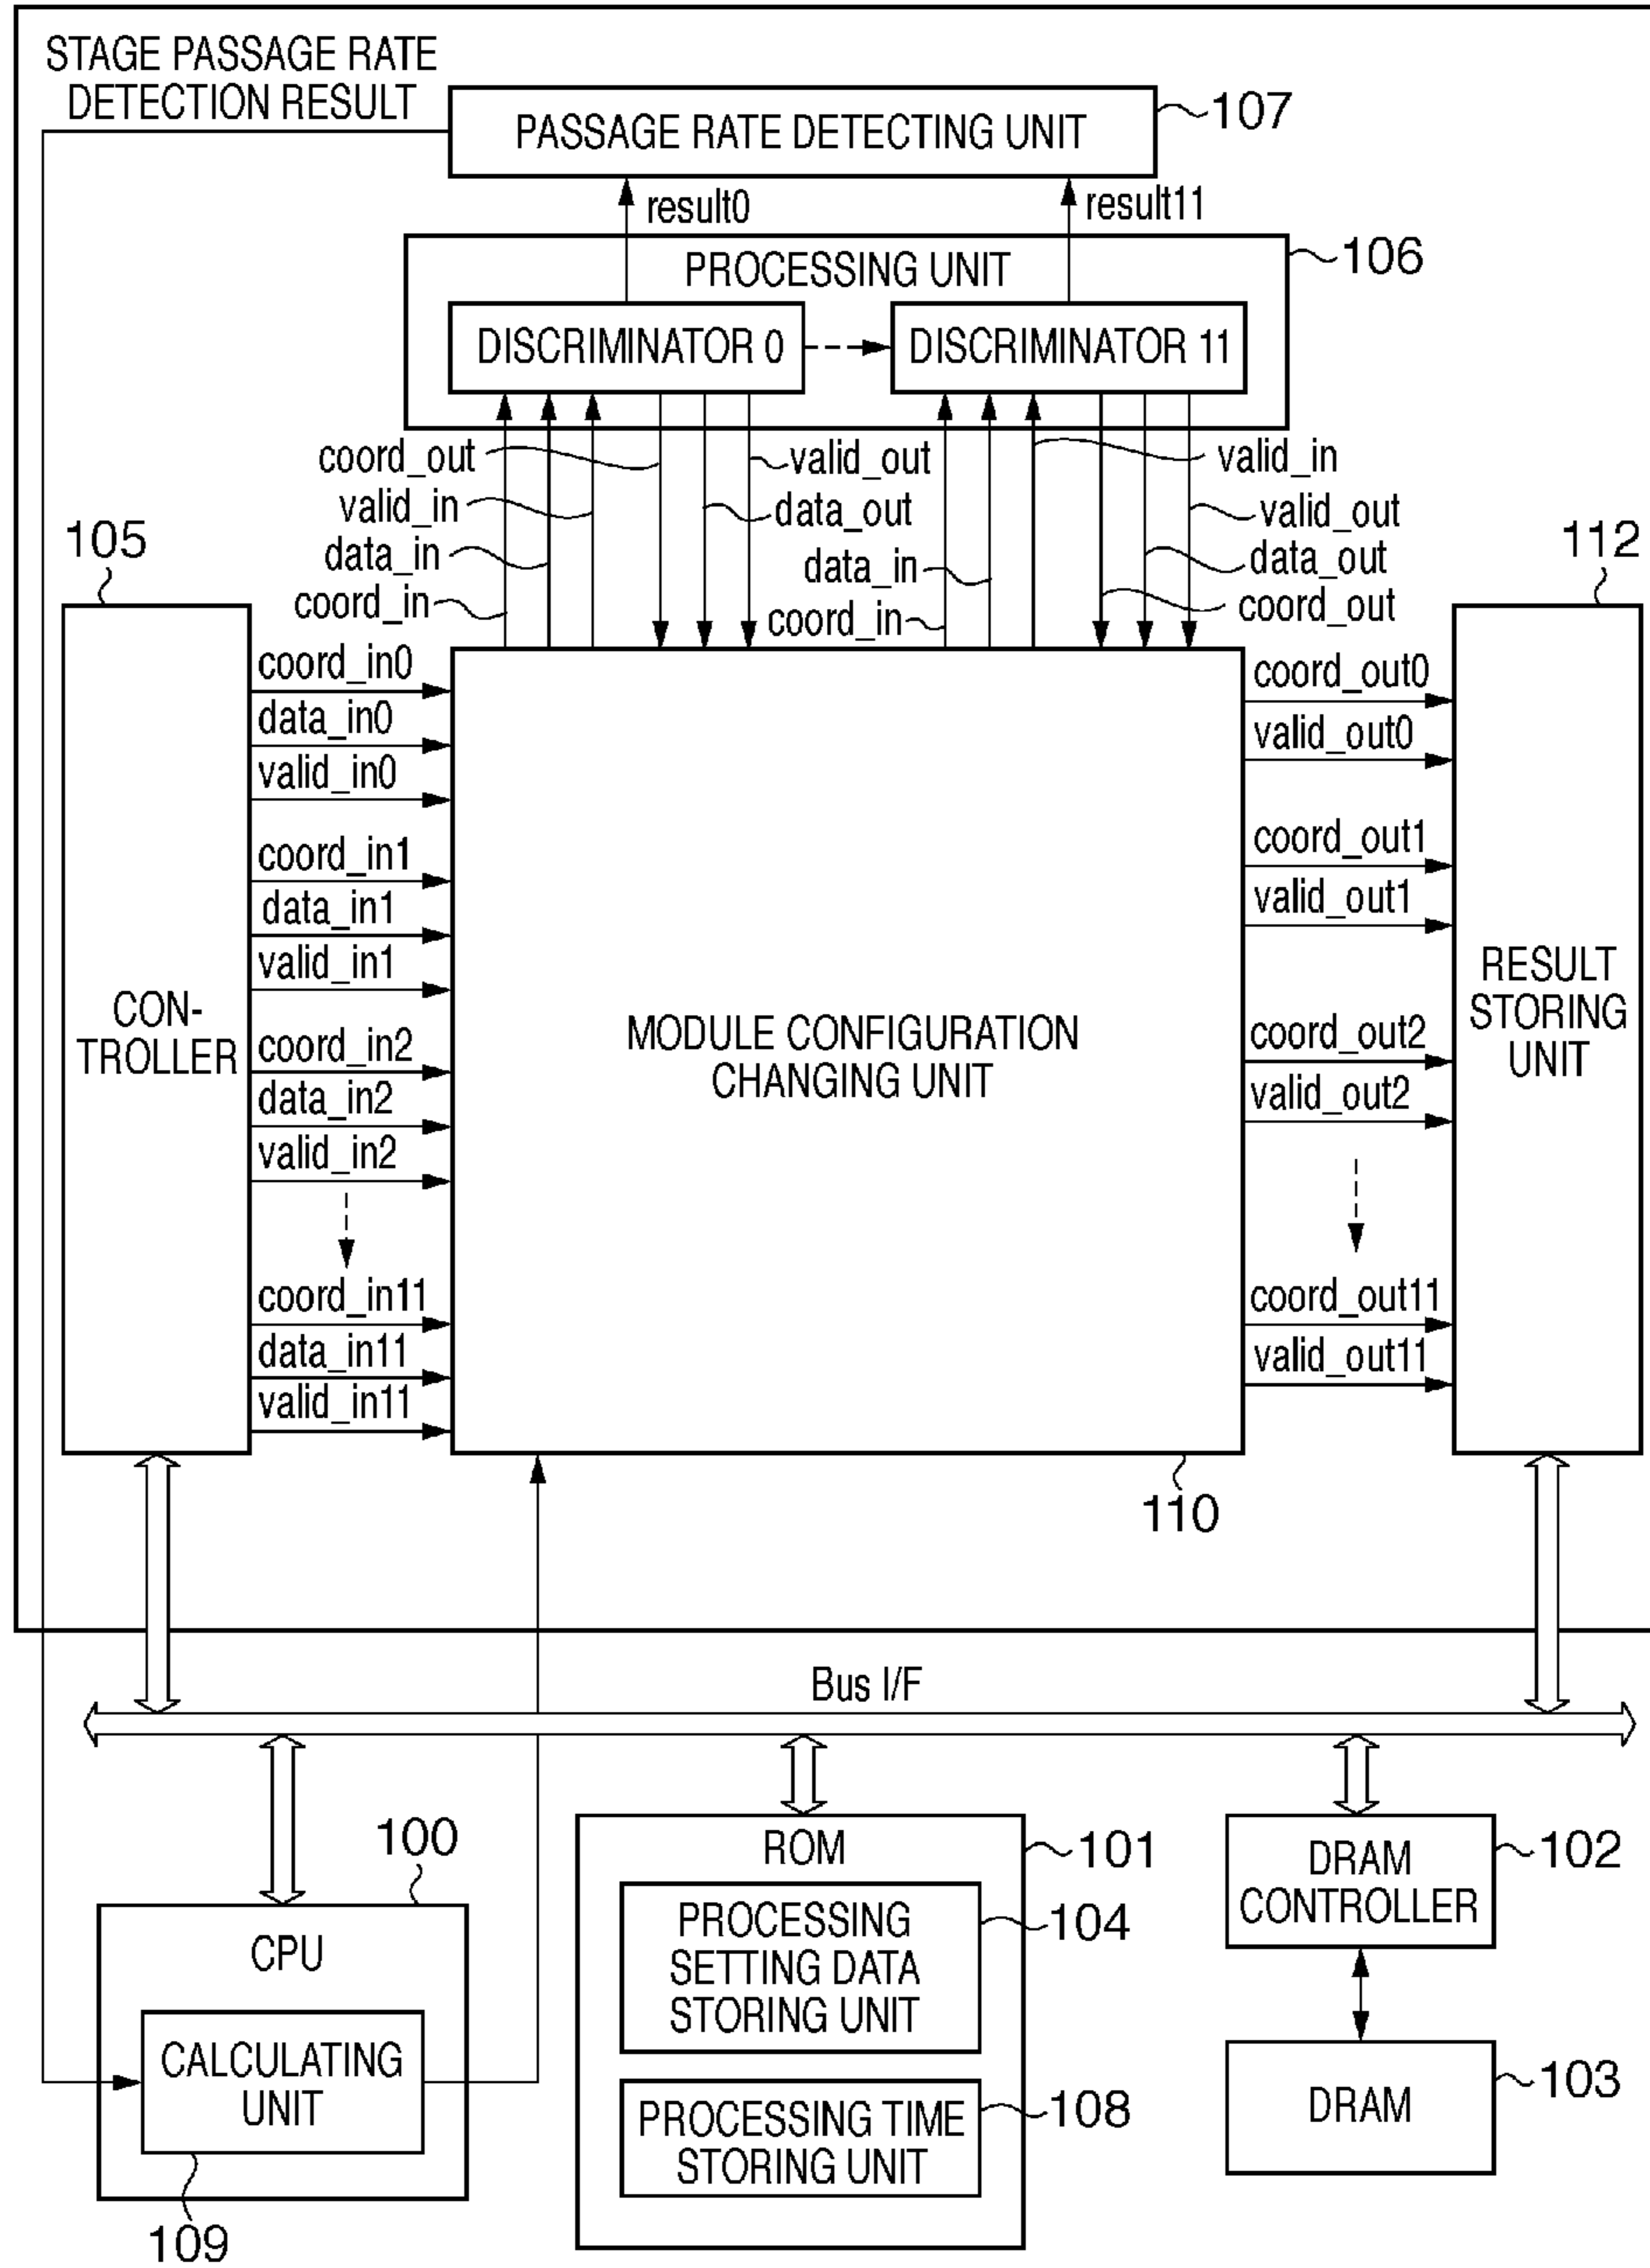 STAGE PASSAGE RATE
DETECTION RESULT
107
PASSAGE RATE DETECTING UNIT
result0
result11
106
PROCESSING UNIT
DISCRIMINATOR 0
DISCRIMINATOR 11
coord_out
valid_in
data_in
coord_in
valid_out
data_out
data_in
coord_in
valid_in
valid_out
data_out
coord_out
105
112
CON-
TROLLER
coord_in0
data_in0
valid_in0
coord_in1
data_in1
valid_in1
coord_in2
data_in2
valid_in2
coord_in11
data_in11
valid_in11
MODULE CONFIGURATION
CHANGING UNIT
110
coord_out0
valid_out0
coord_out1
valid_out1
coord_out2
valid_out2
coord_out11
valid_out11
RESULT
STORING
UNIT
Bus I/F
100
CPU
CALCULATING
UNIT
109
ROM
101
PROCESSING
SETTING DATA
STORING UNIT
104
PROCESSING TIME
STORING UNIT
108
DRAM
CONTROLLER
102
DRAM
103